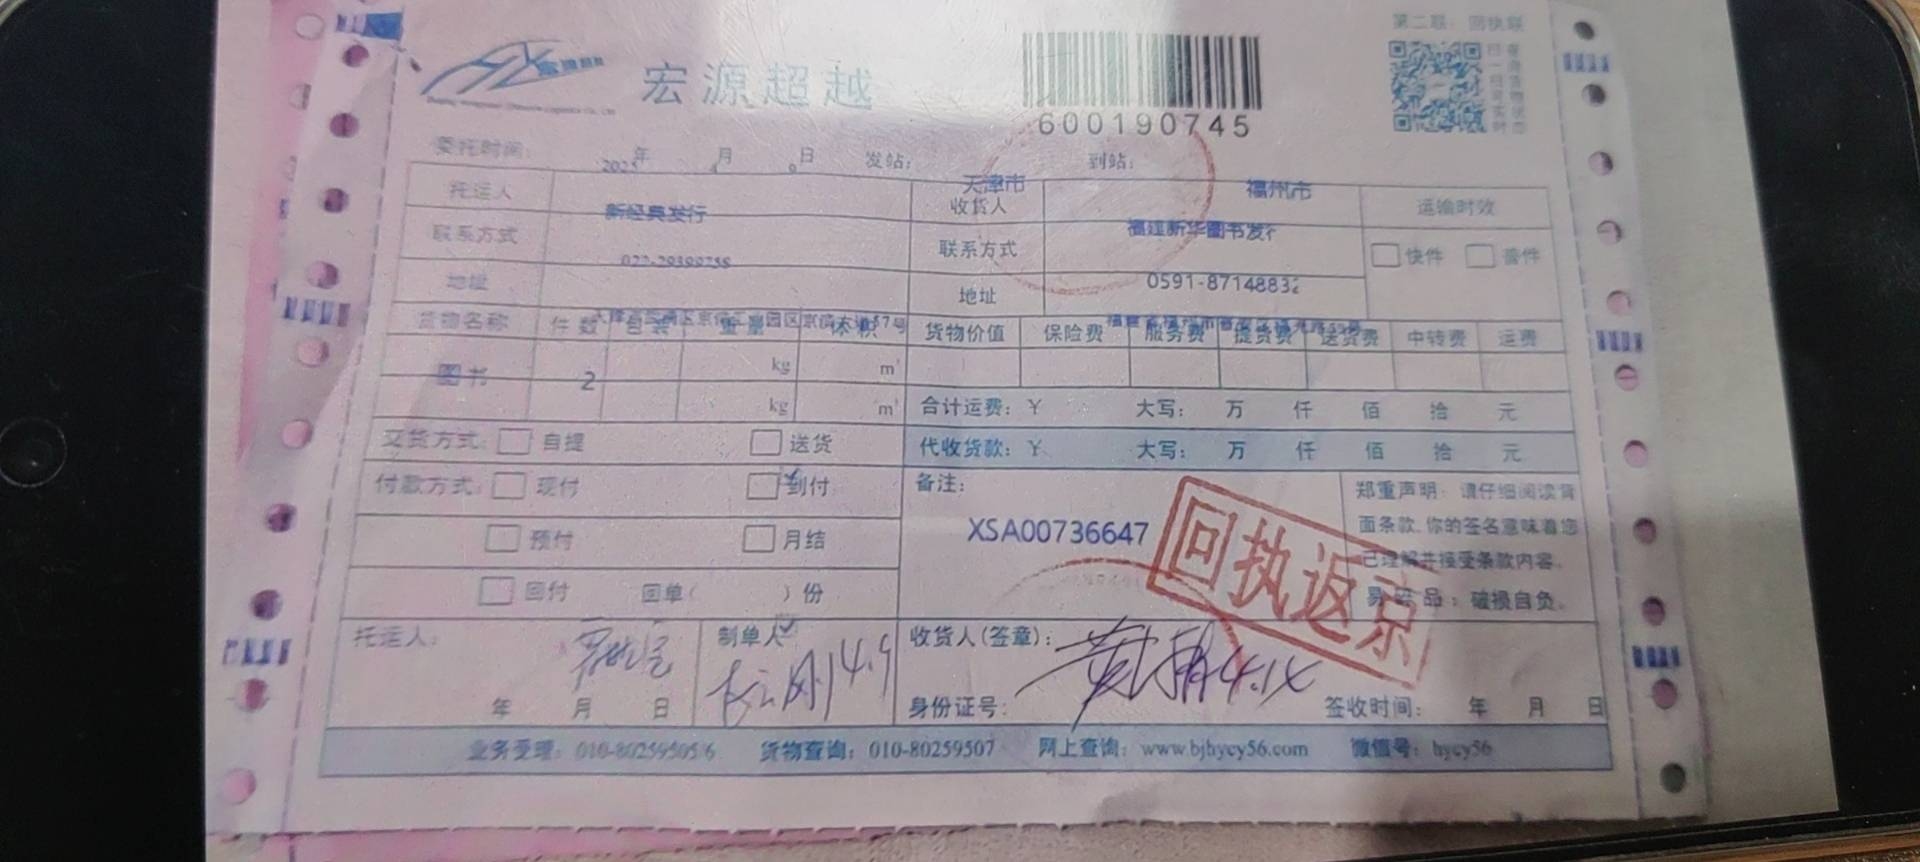 第二联：回执联
宏源超越
600190745
委托时间： 2025 年 4 月 日 发站： 天津市 到站： 福州市
托运人 新经典发行 收货人 福建新华图书发行 运输时效
联系方式 联系方式 0591-8714883 快件 普件
地址 地址
货物名称 件数 包装 重量 体积 货物价值 保险费 服务费 提货费 送货费 中转费 运费
图书 2 kg m³
kg m³ 合计运费：¥ 大写： 万 仟 佰 拾 元
交货方式： 自提 送货 代收货款：¥ 大写： 万 仟 佰 拾 元
付款方式： 现付 到付 备注： 郑重声明：请仔细阅读背
面条款，你的签名意味着您
预付 月结 XSA00736647 回执返京 已理解并接受条款内容。
回付 回单( )份 易碎品：破损自负。
托运人： 制单人 4.9 收货人(签章)： 黄 4.14
年 月 日 身份证号： 签收时间： 年 月 日
业务受理：010-80259505/6 货物查询：010-80259507 网上查询：www.bjhycy56.com 微信号：hycy56